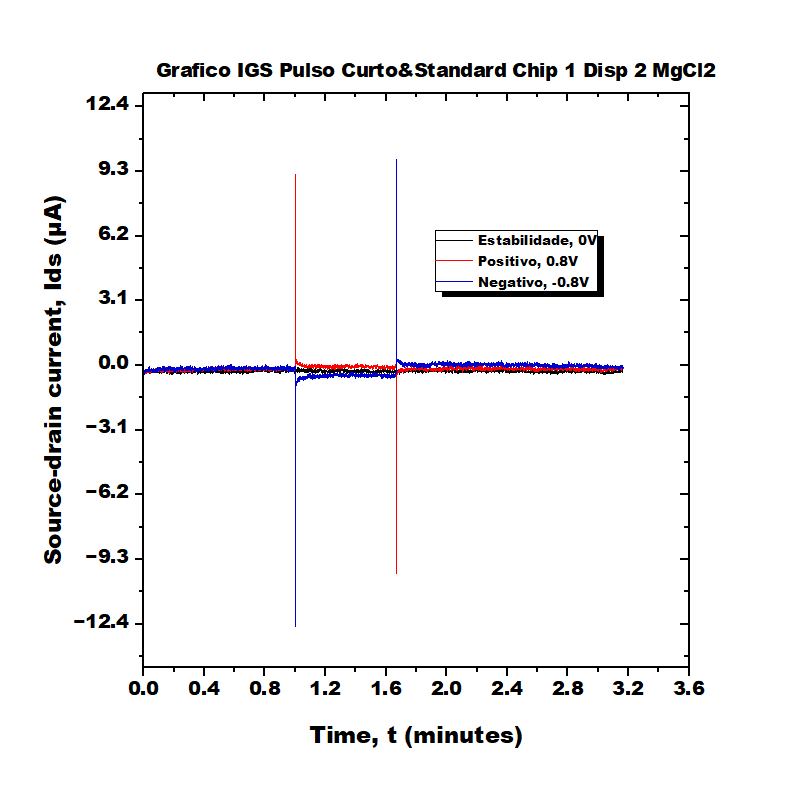 Grafico IGS Pulso Curto&Standard Chip 1 Disp 2 MgCl2
12.4
9.3
6.2
3.1
0.0
−3.1
−6.2
−9.3
−12.4
Source-drain current, Ids (μA)
Estabilidade, 0V
Positivo, 0.8V
Negativo, -0.8V
0.0 0.4 0.8 1.2 1.6 2.0 2.4 2.8 3.2 3.6
Time, t (minutes)